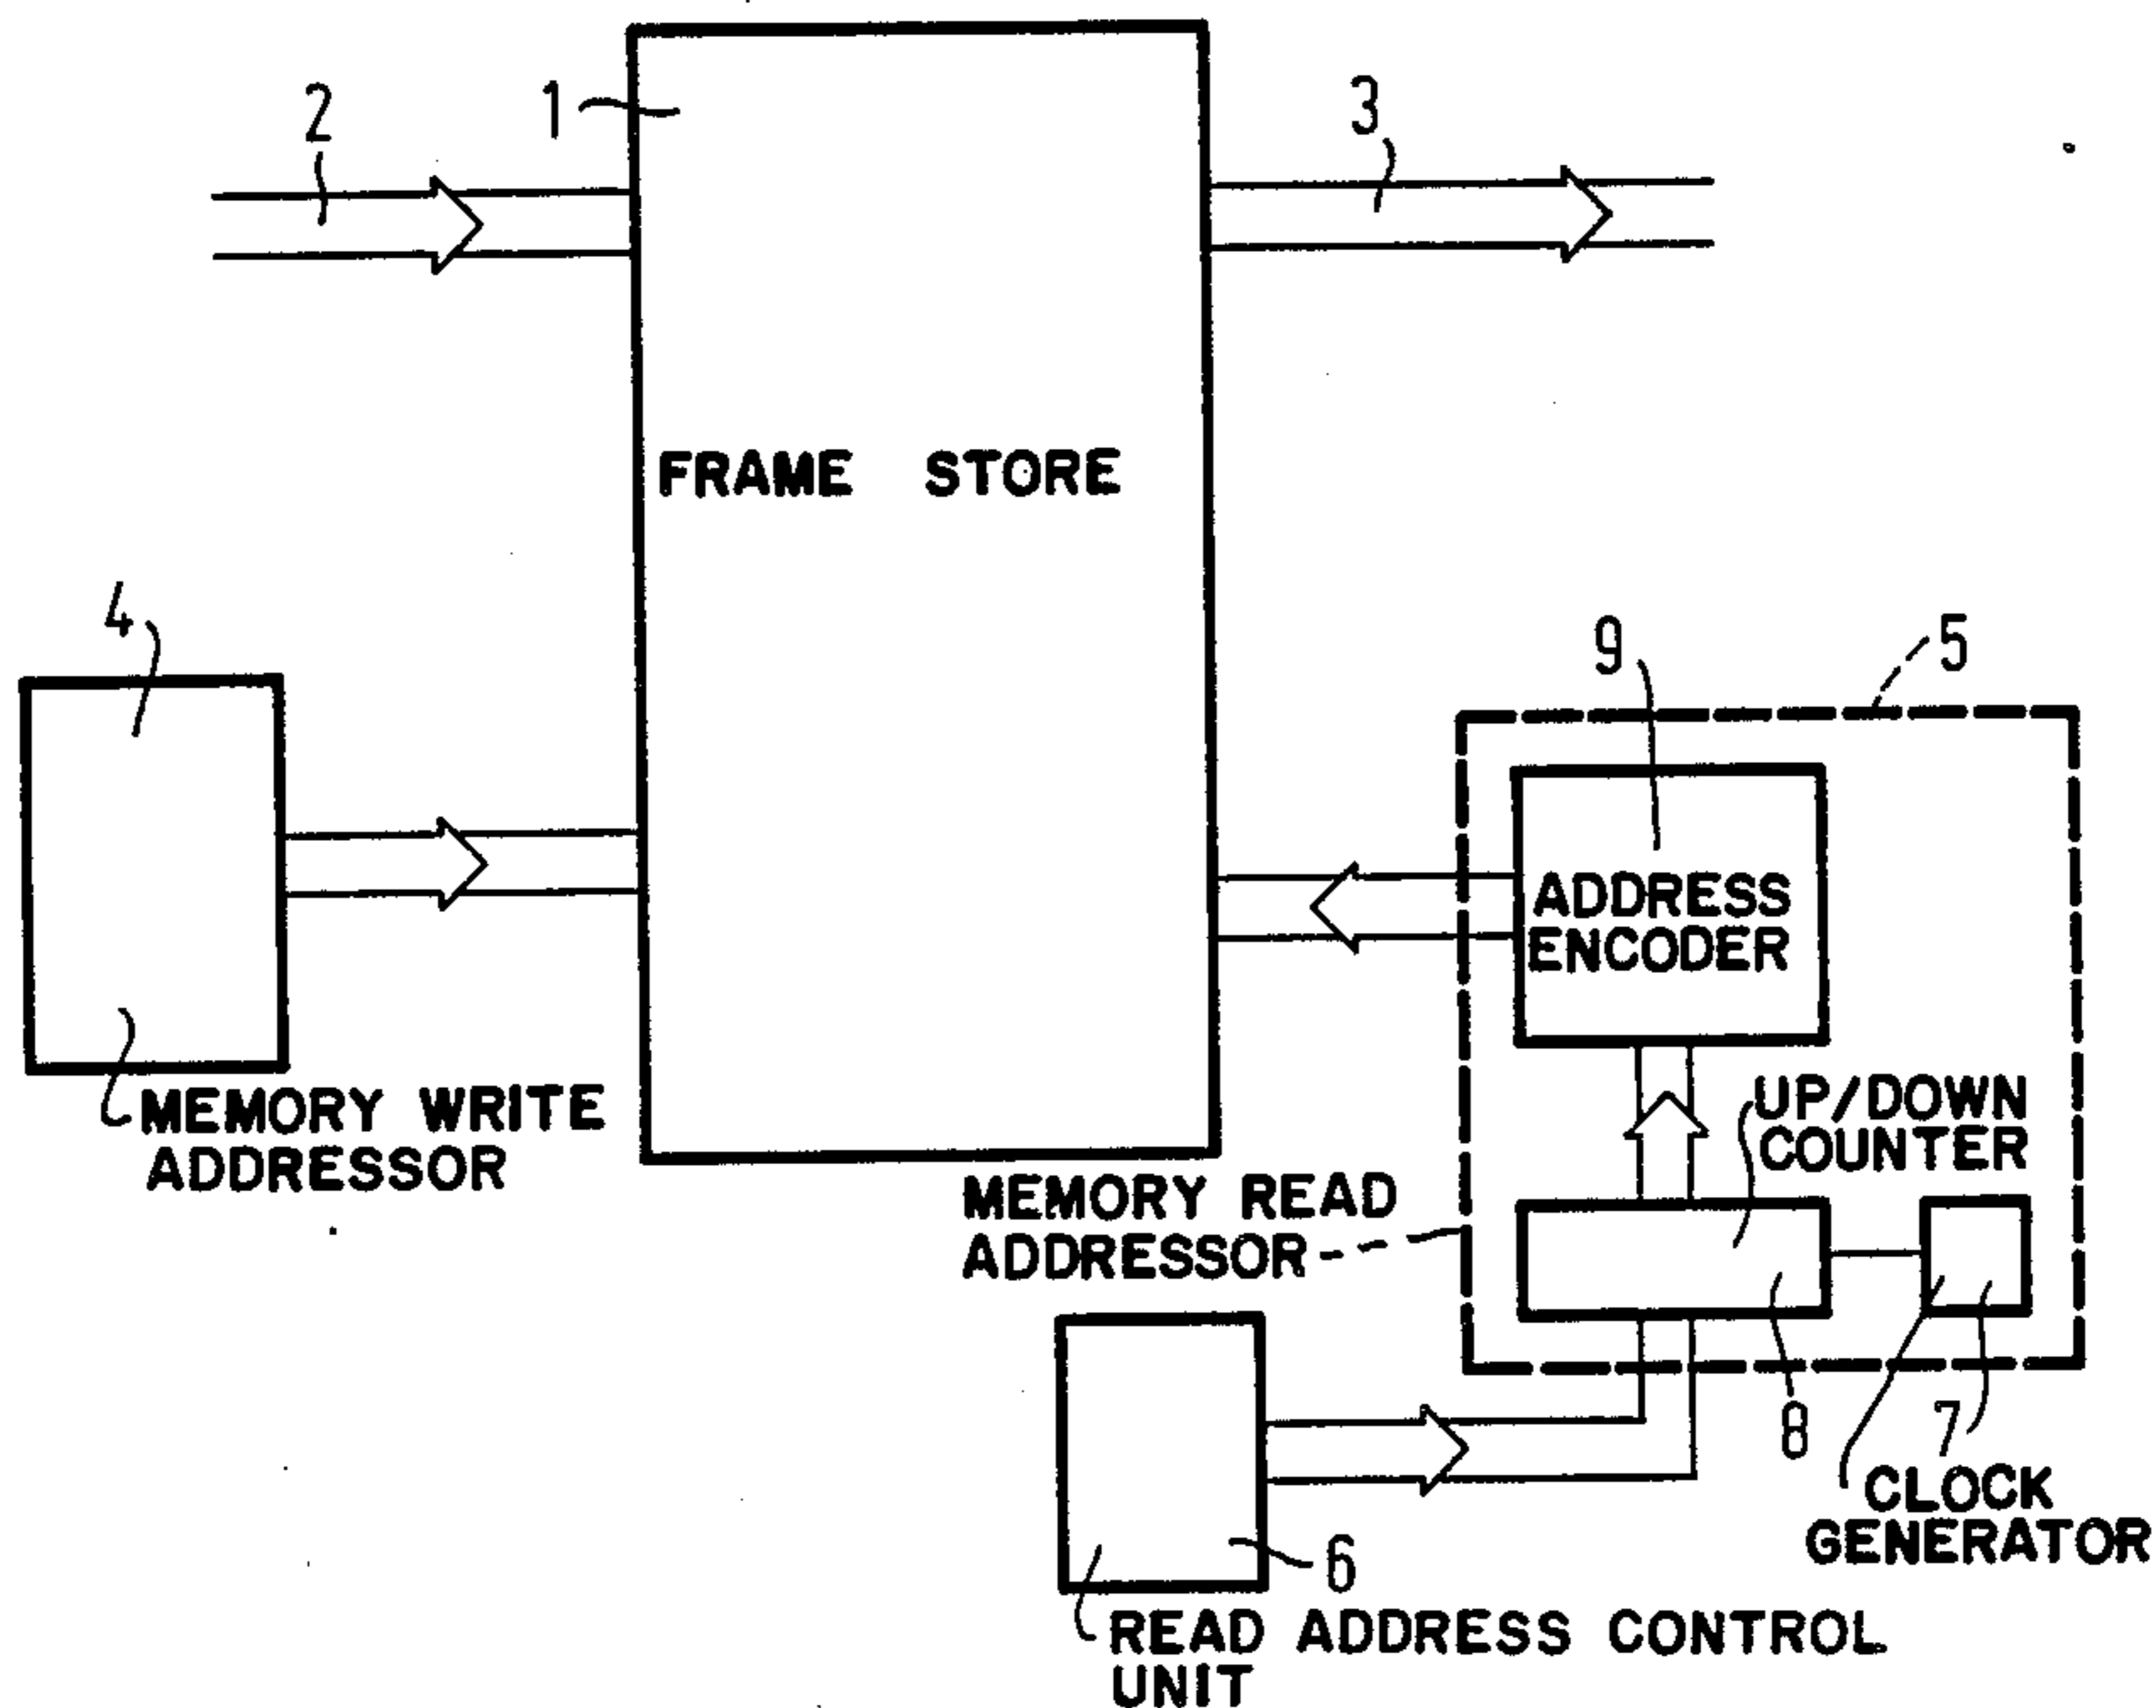 2
1
3
FRAME STORE
4
9
5
ADDRESS
ENCODER
MEMORY WRITE
ADDRESSOR
UP/DOWN
COUNTER
MEMORY READ
ADDRESSOR
8
7
CLOCK
GENERATOR
6
READ ADDRESS CONTROL
UNIT